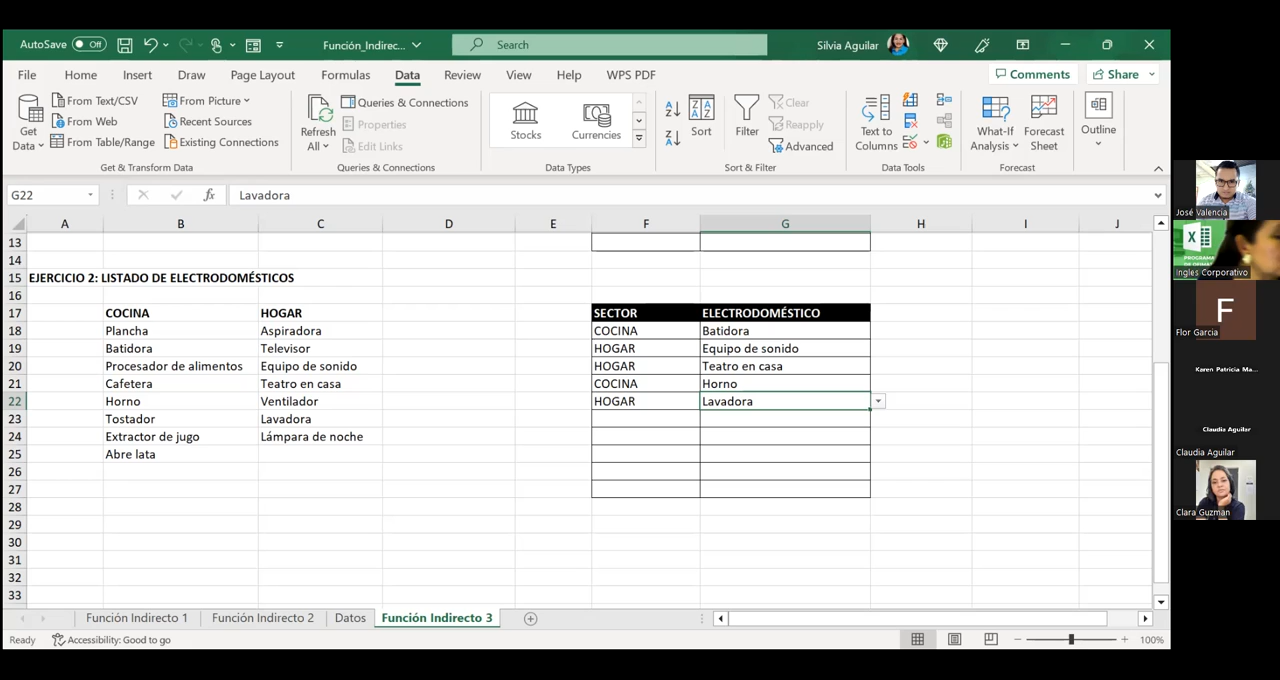 AutoSave Off Función_Indirec... Search Silvia Aguilar
File Home Insert Draw Page Layout Formulas Data Review View Help WPS PDF Comments Share
Get Data
From Text/CSV
From Web
From Table/Range
From Picture
Recent Sources
Existing Connections
Get & Transform Data
Refresh All
Queries & Connections
Properties
Edit Links
Queries & Connections
Stocks Currencies
Data Types
Sort
Filter
Clear
Reapply
Advanced
Sort & Filter
Text to Columns
Data Tools
What-If Analysis
Forecast Sheet
Forecast
Outline
G22 fx Lavadora
A B C D E F G H I J
13
14
15 EJERCICIO 2: LISTADO DE ELECTRODOMÉSTICOS
16
17 COCINA HOGAR SECTOR ELECTRODOMÉSTICO
18 Plancha Aspiradora COCINA Batidora
19 Batidora Televisor HOGAR Equipo de sonido
20 Procesador de alimentos Equipo de sonido HOGAR Teatro en casa
21 Cafetera Teatro en casa COCINA Horno
22 Horno Ventilador HOGAR Lavadora
23 Tostador Lavadora
24 Extractor de jugo Lámpara de noche
25 Abre lata
26
27
28
29
30
31
32
33
Función Indirecto 1 Función Indirecto 2 Datos Función Indirecto 3
Ready Accessibility: Good to go 100%
José Valencia
PROGRAMA
Ingles Corporativo
F
Flor Garcia
Karen Patricia Ma...
Claudia Aguilar
Claudia Aguilar
Clara Guzmán